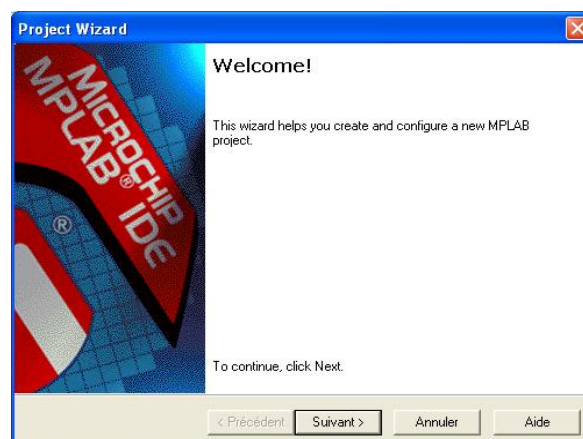 Project Wizard
MICROCHIP
MPLAB® IDE
®
Welcome!
This wizard helps you create and configure a new MPLAB
project.
To continue, click Next.
< Précédent
Suivant >
Annuler
Aide